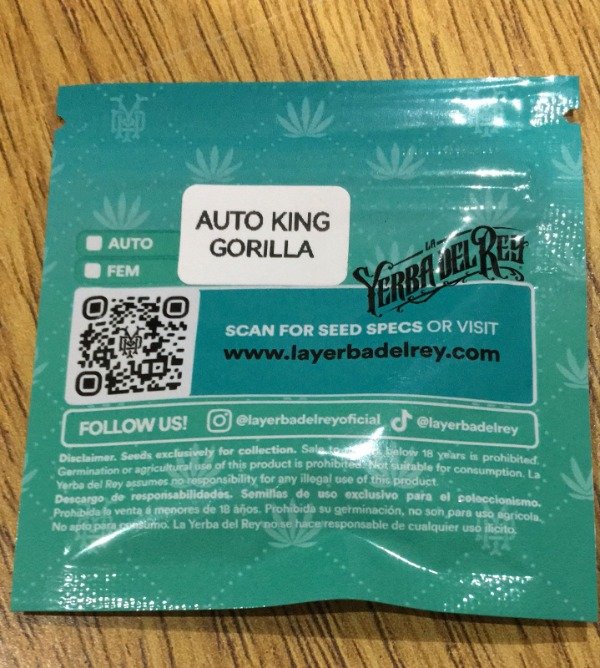 AUTO KING
GORILLA
AUTO
FEM
LA
YERBA DEL REY
SCAN FOR SEED SPECS OR VISIT
www.layerbadelrey.com
FOLLOW US! @layerbadelreyoficial @layerbadelrey
Disclaimer. Seeds exclusively for collection. Sale below 18 years is prohibited.
Germination or agricultural use of this product is prohibited. Not suitable for consumption. La
Yerba del Rey assumes no responsibility for any illegal use of this product.
Descargo de responsabilidades. Semillas de uso exclusivo para el coleccionismo.
Prohibida la venta a menores de 18 años. Prohibida su germinación, no son para uso agrícola.
No apto para consumo. La Yerba del Rey no se hace responsable de cualquier uso ilícito.